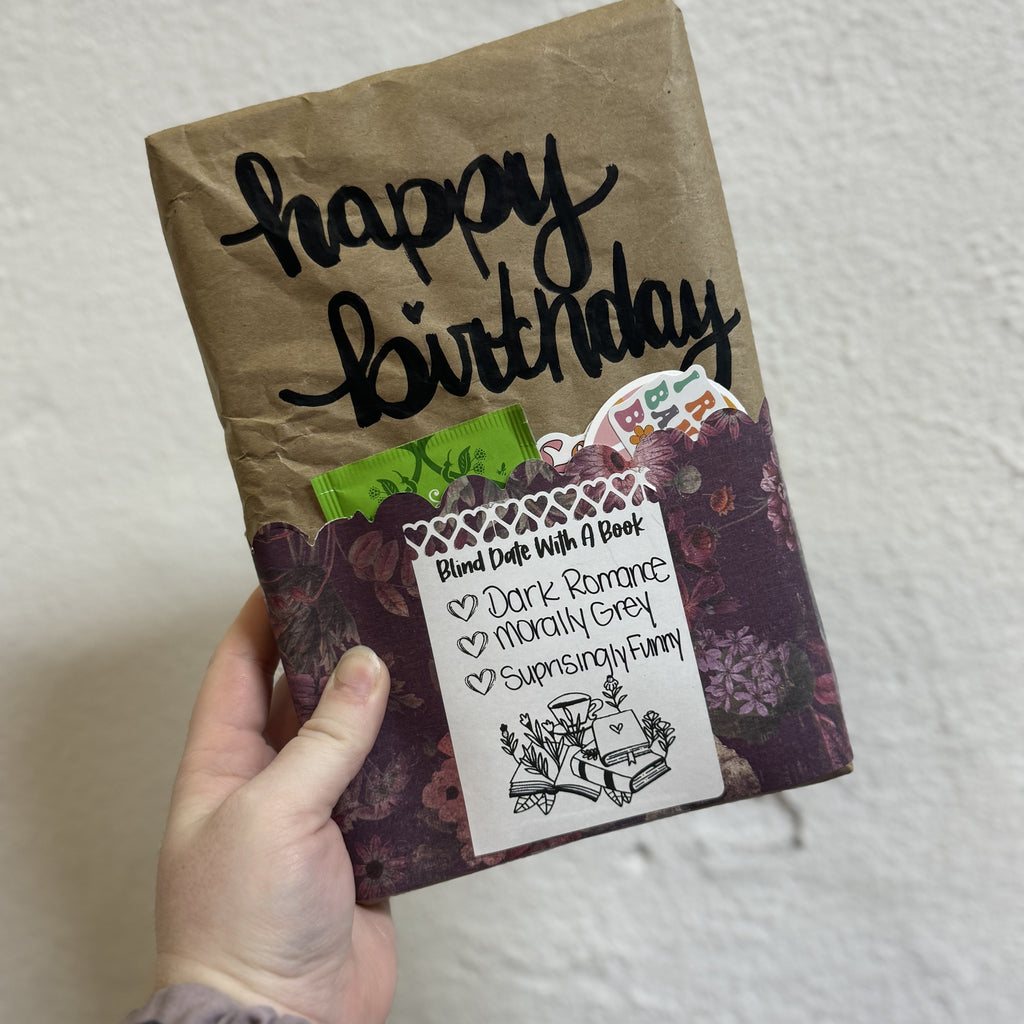 happy
birthday
Blind Date With A Book
Dark Romance
Morally Grey
Suprisingly Funny